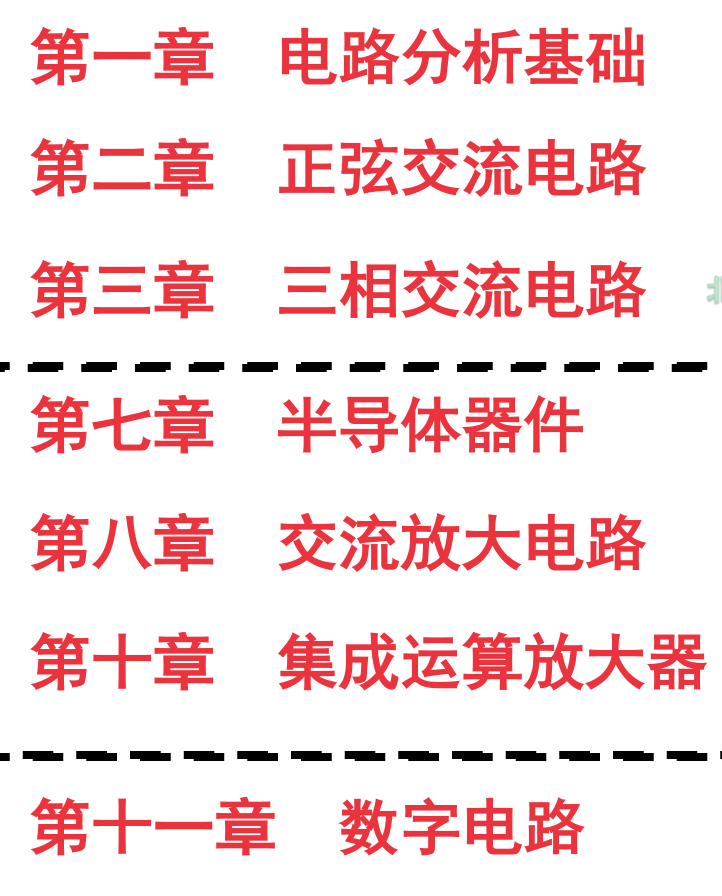 第一章 电路分析基础
第二章 正弦交流电路
第三章 三相交流电路
第七章 半导体器件
第八章 交流放大电路
第十章 集成运算放大器
第十一章 数字电路